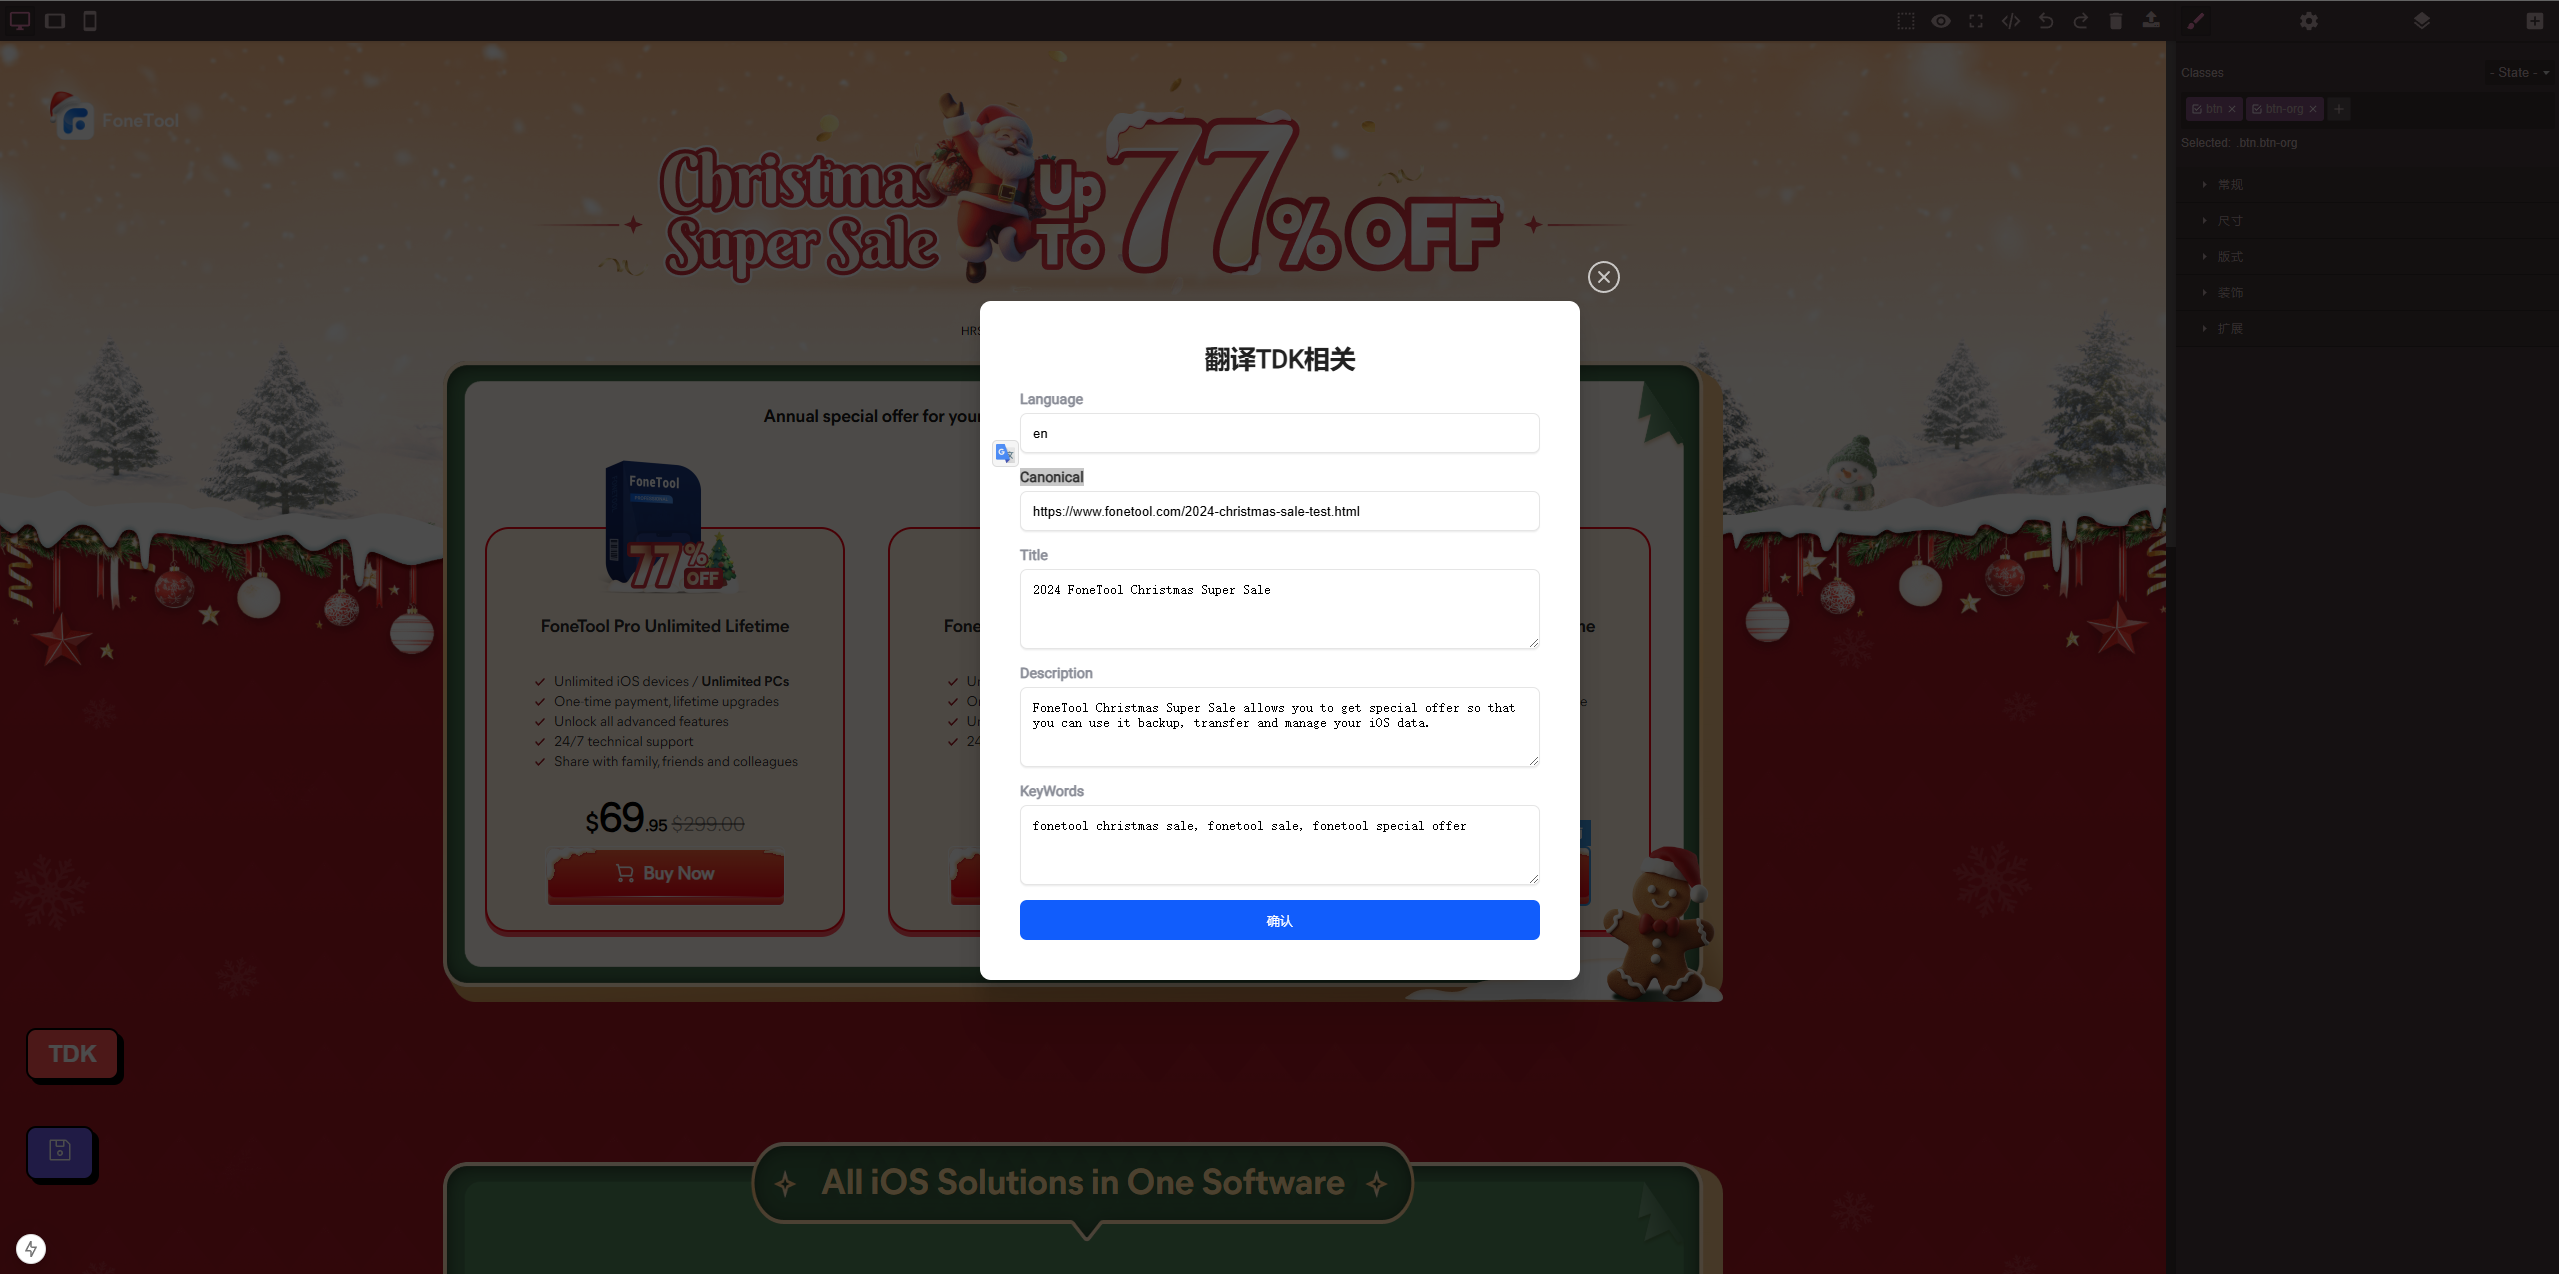 Classes
- State -
btn
btn-org
Selected: .btn.btn-org
常规
尺寸
版式
装饰
扩展
FoneTool
Christmas
Super Sale
Up
To
77% OFF
HRS
Annual special offer for your
FoneTool
77%
OFF
FoneTool Pro Unlimited Lifetime
Unlimited iOS devices / Unlimited PCs
One-time payment, lifetime upgrades
Unlock all advanced features
24/7 technical support
Share with family, friends and colleagues
$69.95 $299.00
Buy Now
翻译TDK相关
Language
en
Canonical
https://www.fonetool.com/2024-christmas-sale-test.html
Title
2024 FoneTool Christmas Super Sale
Description
FoneTool Christmas Super Sale allows you to get special offer so that
you can use it backup, transfer and manage your iOS data.
KeyWords
fonetool christmas sale, fonetool sale, fonetool special offer
确认
TDK
All iOS Solutions in One Software